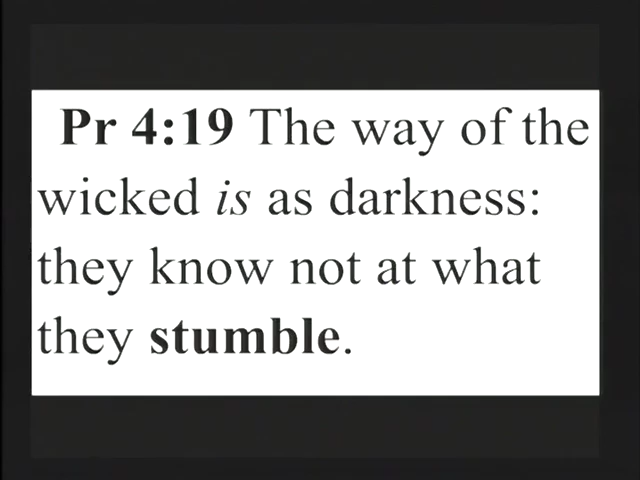 Pr 4:19 The way of the
wicked is as darkness:
they know not at what
they stumble.